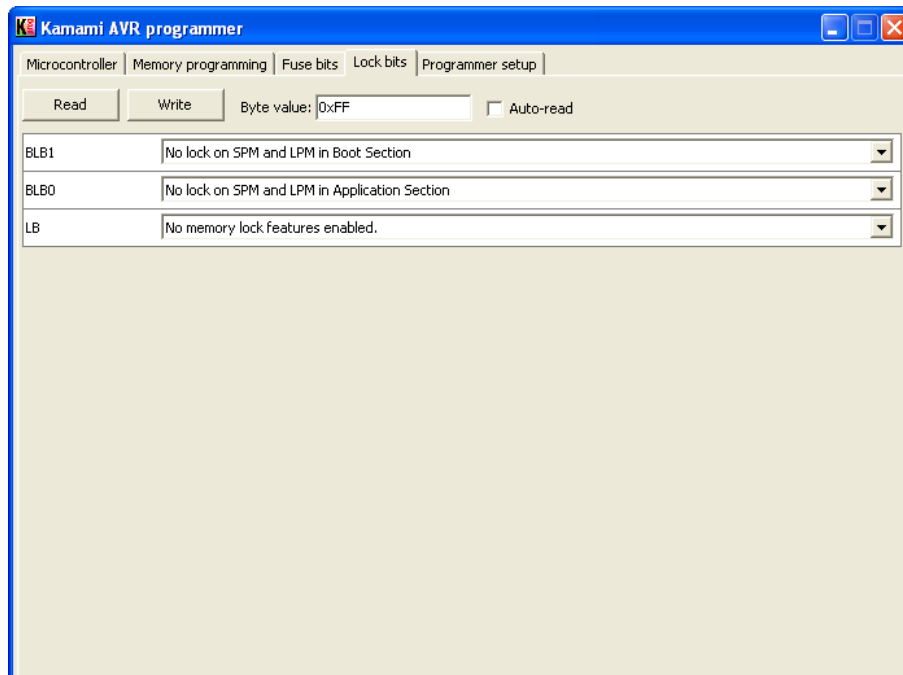 Kamami AVR programmer
Microcontroller Memory programming Fuse bits Lock bits Programmer setup
Read Write Byte value: 0xFF Auto-read
BLB1 No lock on SPM and LPM in Boot Section
BLB0 No lock on SPM and LPM in Application Section
LB No memory lock features enabled.